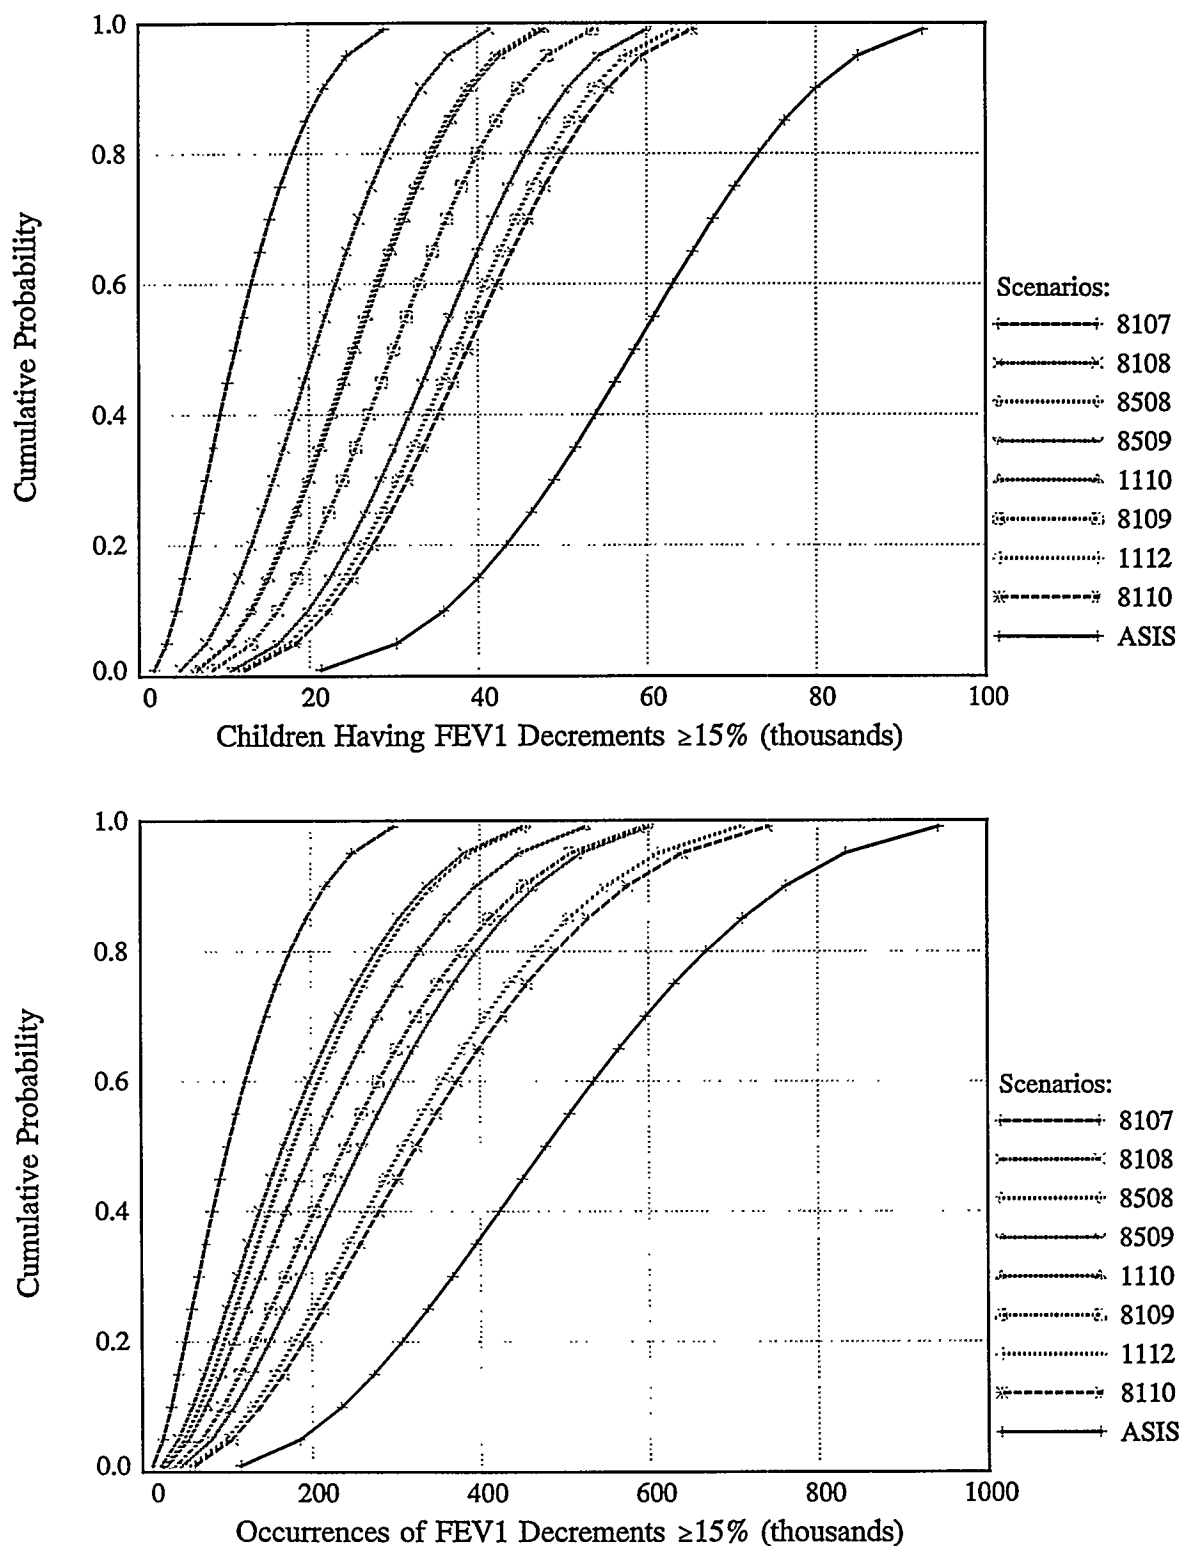 1.0
0.8
0.6
0.4
0.2
0.0
Cumulative Probability
0 20 40 60 80 100
Children Having FEV1 Decrements ≥15% (thousands)
Scenarios:
8107
8108
8508
8509
1110
8109
1112
8110
ASIS
1.0
0.8
0.6
0.4
0.2
0.0
Cumulative Probability
0 200 400 600 800 1000
Occurrences of FEV1 Decrements ≥15% (thousands)
Scenarios:
8107
8108
8508
8509
1110
8109
1112
8110
ASIS